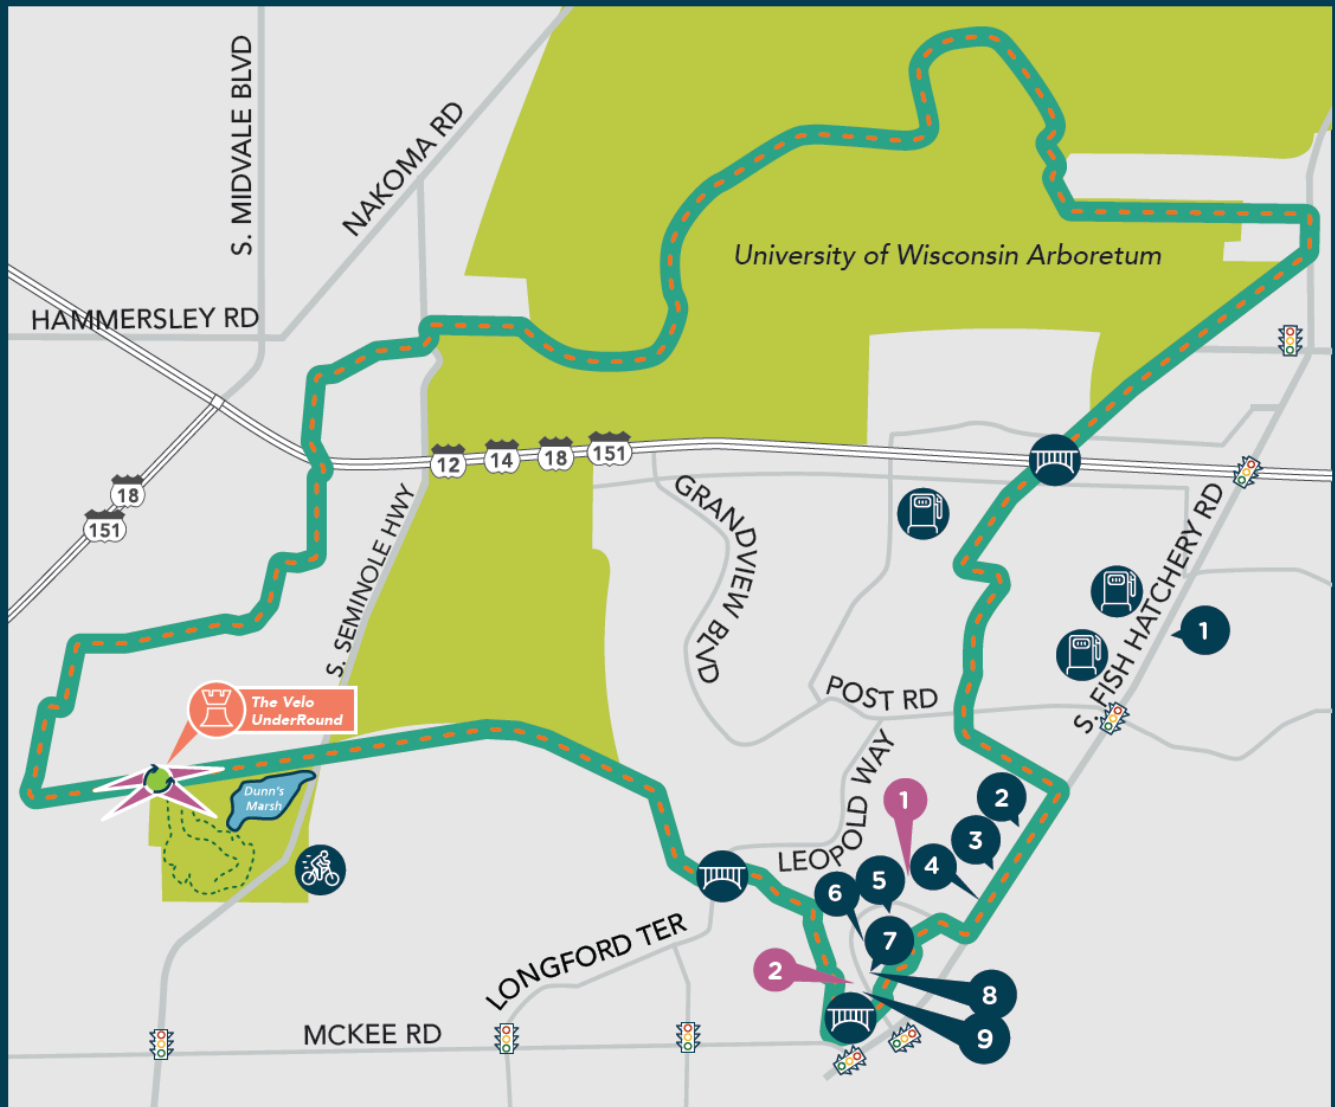 S. MIDVALE BLVD
NAKOMA RD
HAMMERSLEY RD
University of Wisconsin Arboretum
12
14
18
151
18
151
S. SEMINOLE HWY
GRANDVIEW BLVD
S. FISH HATCHERY RD
1
The Velo
UnderRound
POST RD
Dunn's
Marsh
LEOPOLD WAY
1
2
3
4
5
6
7
2
8
9
LONGFORD TER
MCKEE RD